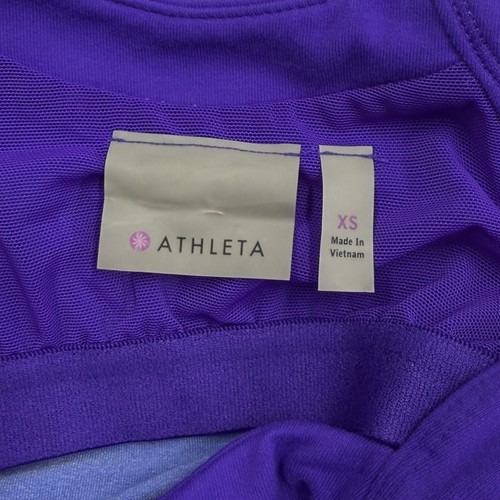 ATHLETA
XS
Made In
Vietnam